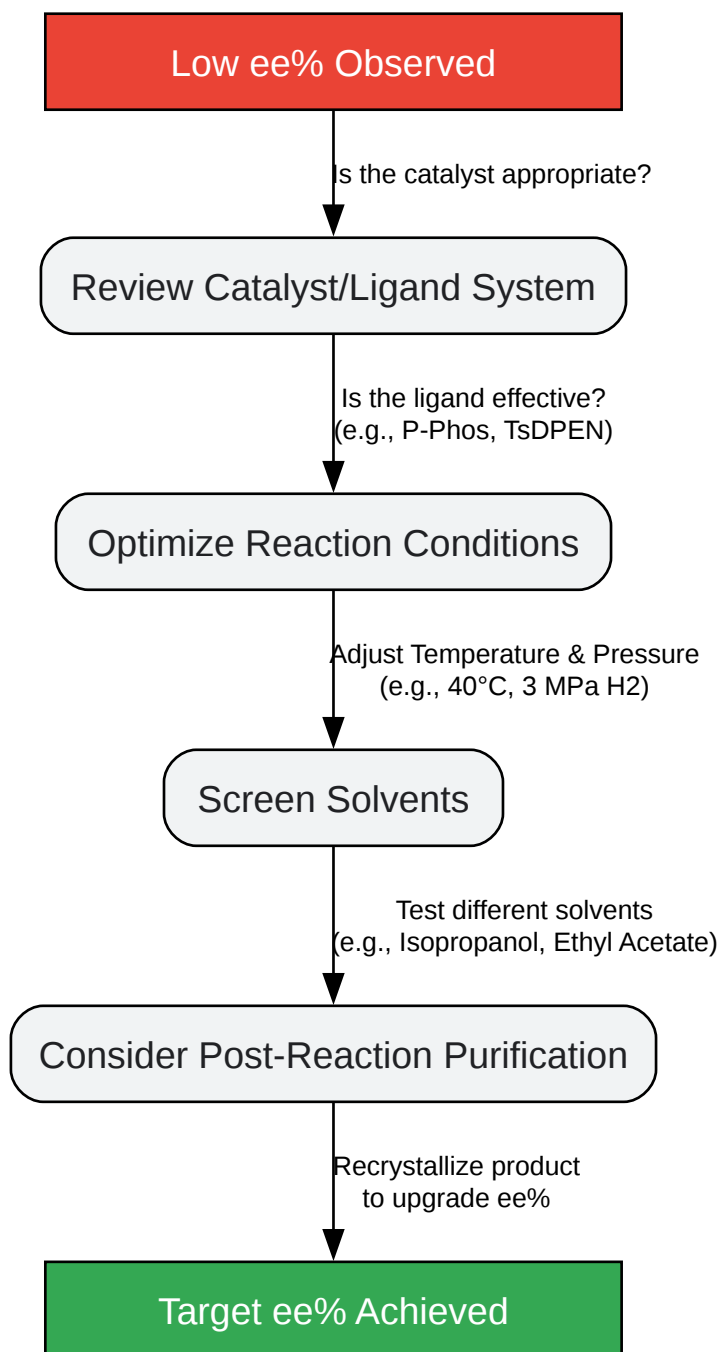 Low ee% Observed
Is the catalyst appropriate?
Review Catalyst/Ligand System
Is the ligand effective?
(e.g., P-Phos, TsDPEN)
Optimize Reaction Conditions
Adjust Temperature & Pressure
(e.g., 40°C, 3 MPa H2)
Screen Solvents
Test different solvents
(e.g., Isopropanol, Ethyl Acetate)
Consider Post-Reaction Purification
Recrystallize product
to upgrade ee%
Target ee% Achieved